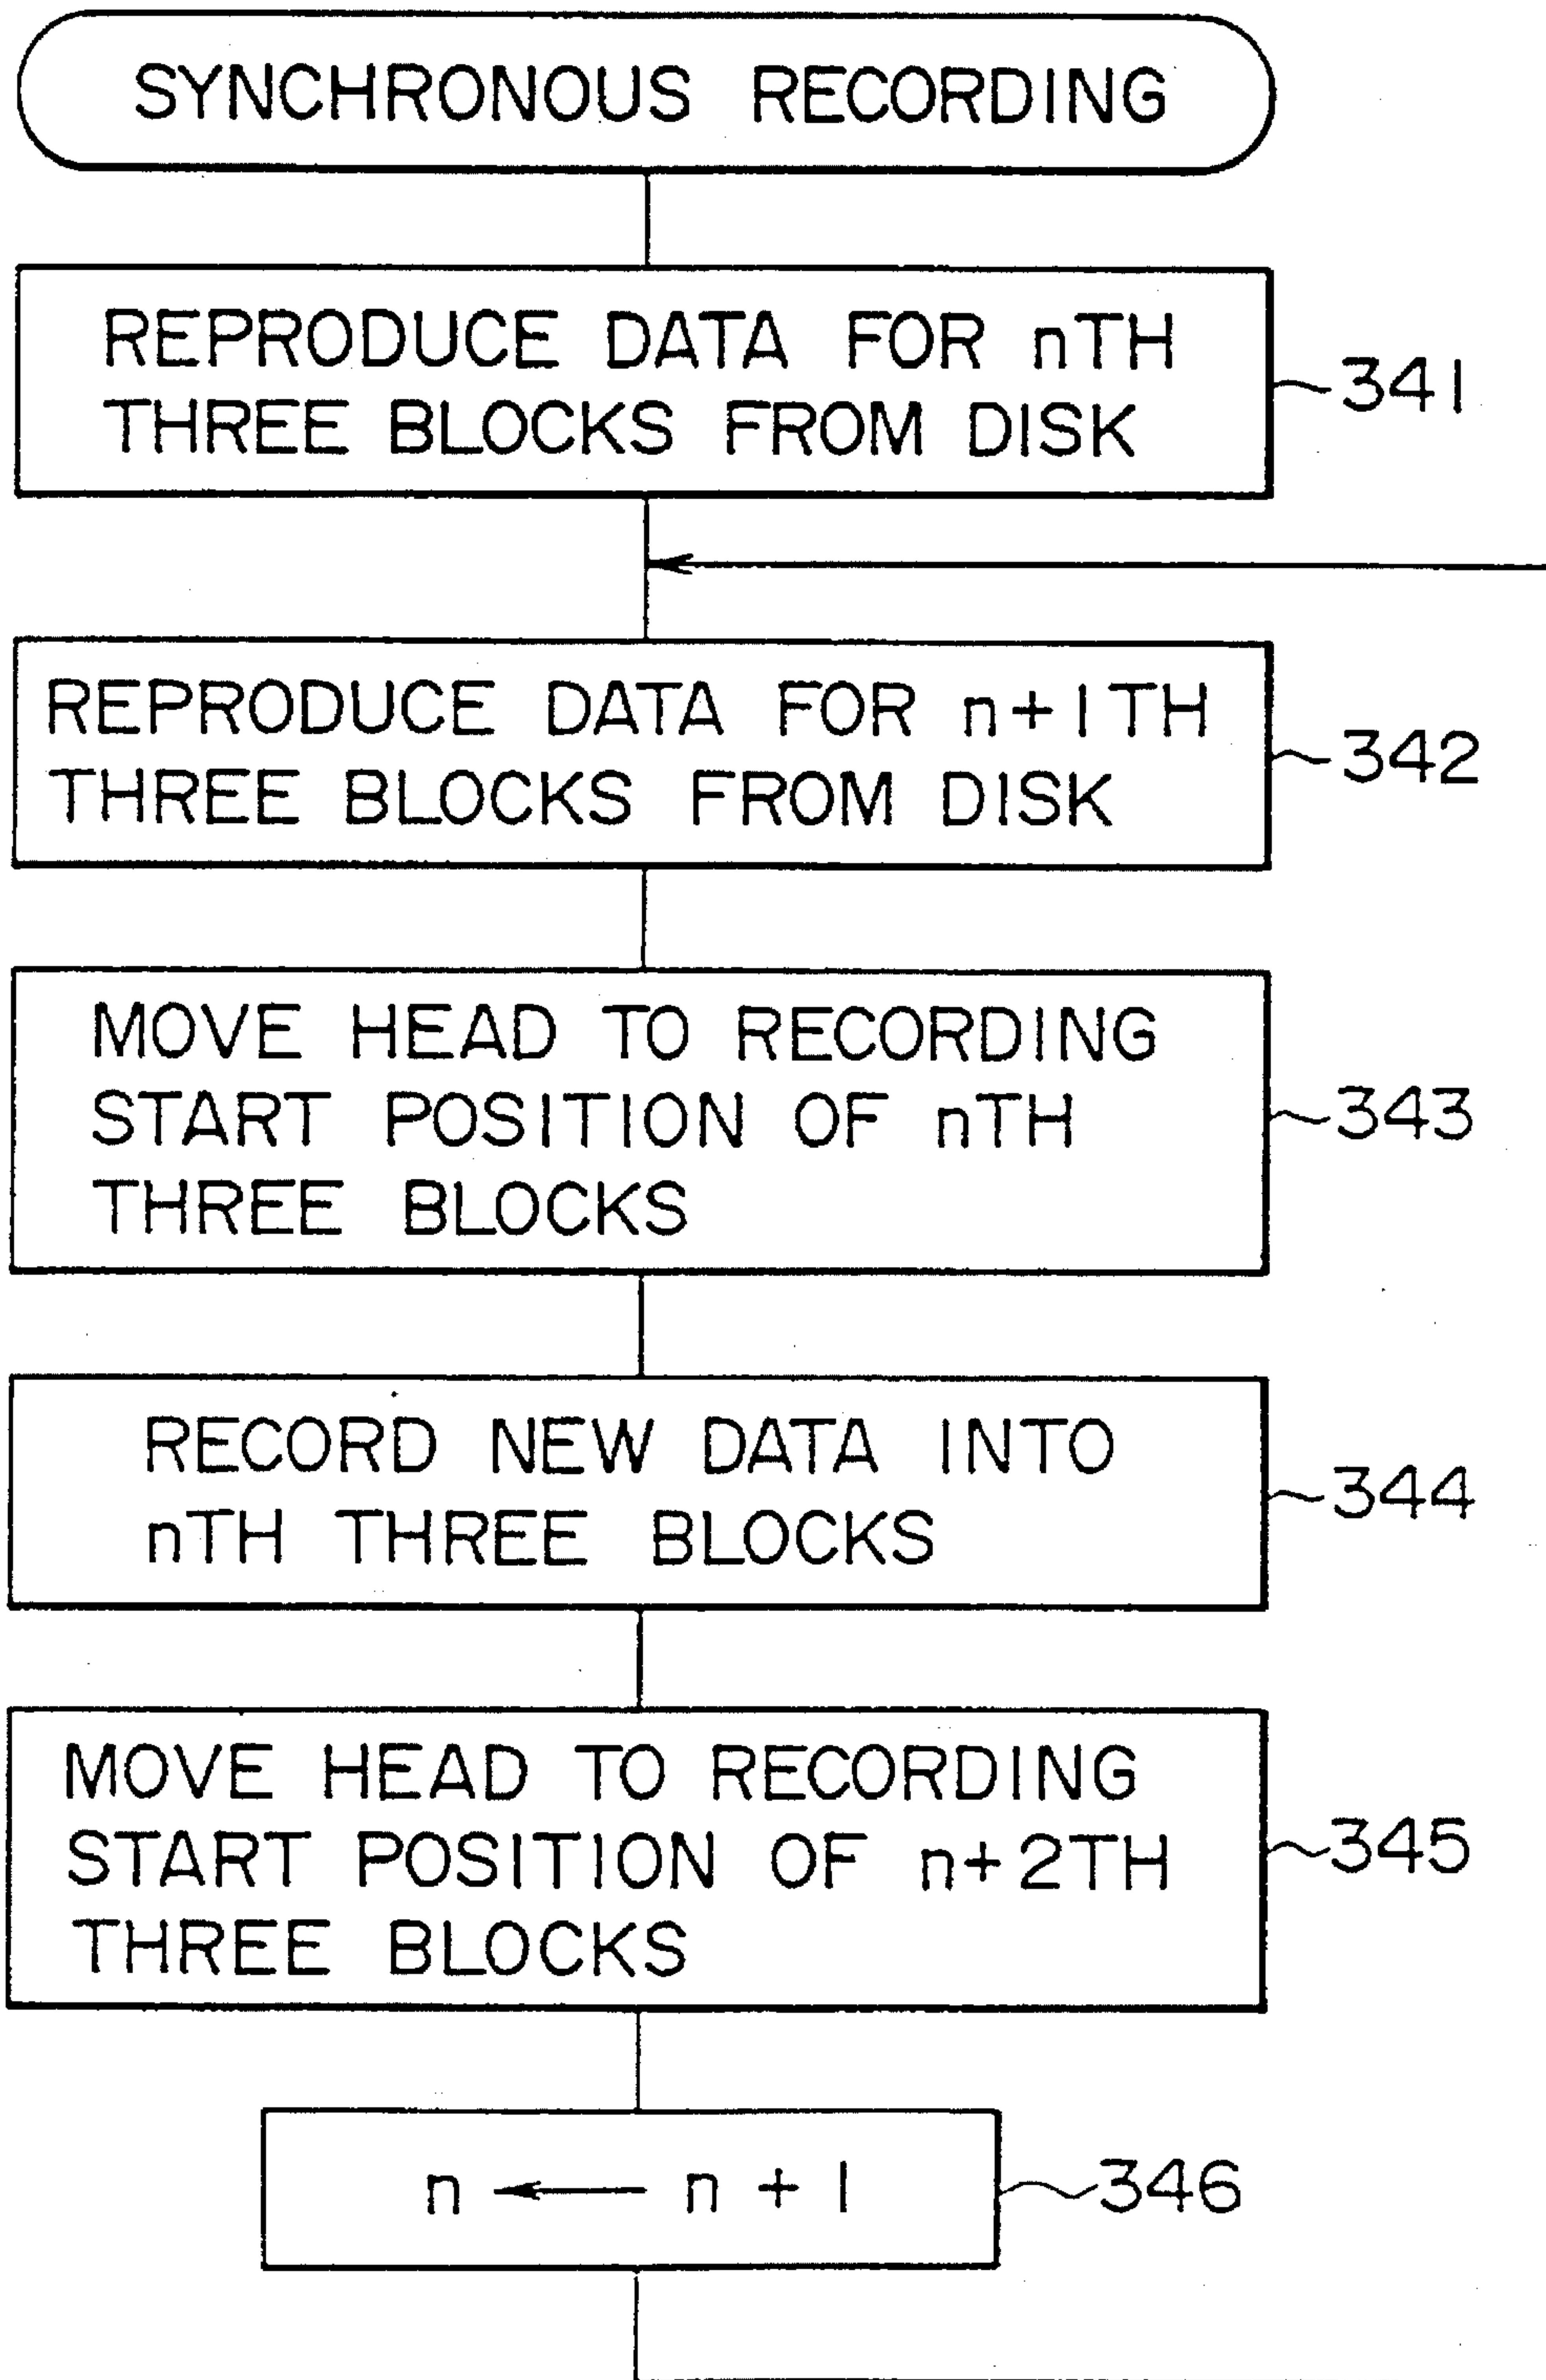 SYNCHRONOUS RECORDING
REPRODUCE DATA FOR nTH
THREE BLOCKS FROM DISK
341
REPRODUCE DATA FOR n+1TH
THREE BLOCKS FROM DISK
342
MOVE HEAD TO RECORDING
START POSITION OF nTH
THREE BLOCKS
343
RECORD NEW DATA INTO
nTH THREE BLOCKS
344
MOVE HEAD TO RECORDING
START POSITION OF n+2TH
THREE BLOCKS
345
n ← n + 1
346